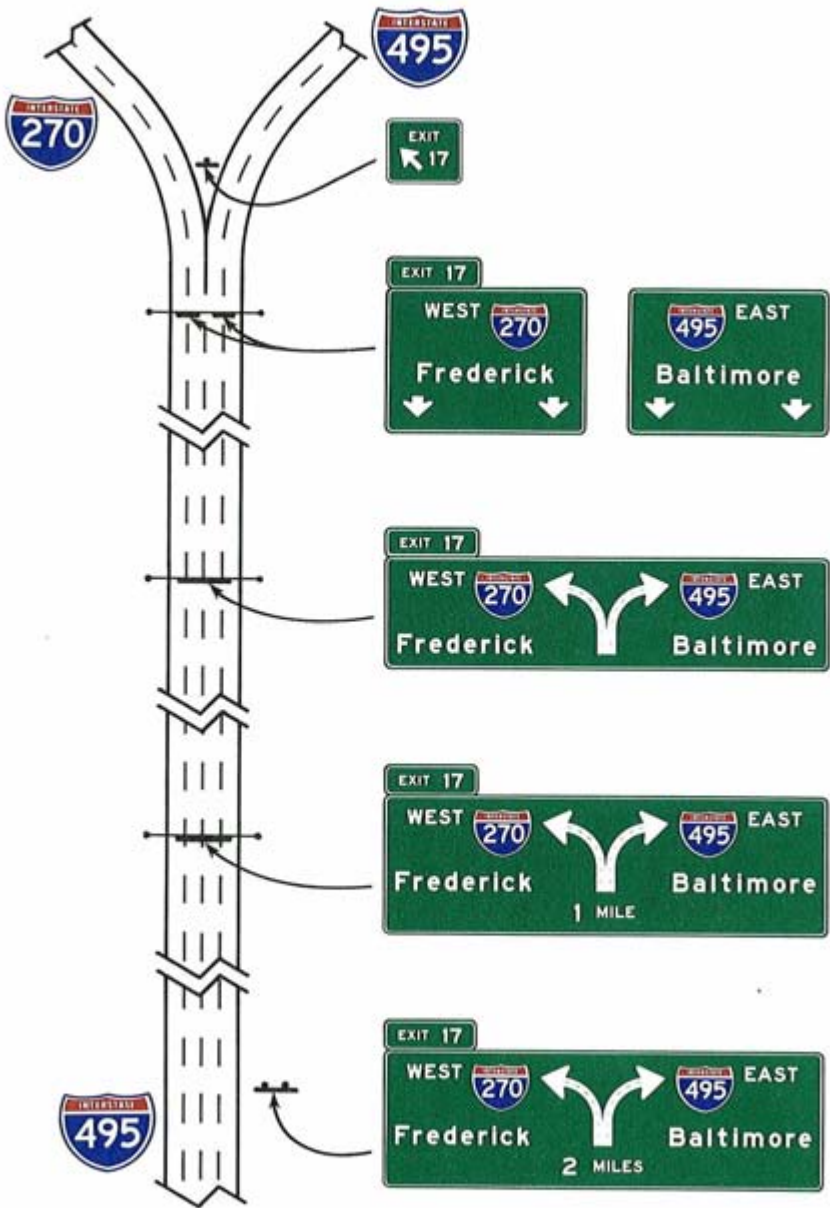 INTERSTATE
495
INTERSTATE
270
EXIT
17
EXIT 17
WEST 270
Frederick
495 EAST
Baltimore
EXIT 17
WEST 270 495 EAST
Frederick Baltimore
EXIT 17
WEST 270 495 EAST
Frederick Baltimore
1 MILE
EXIT 17
WEST 270 495 EAST
Frederick Baltimore
2 MILES
INTERSTATE
495